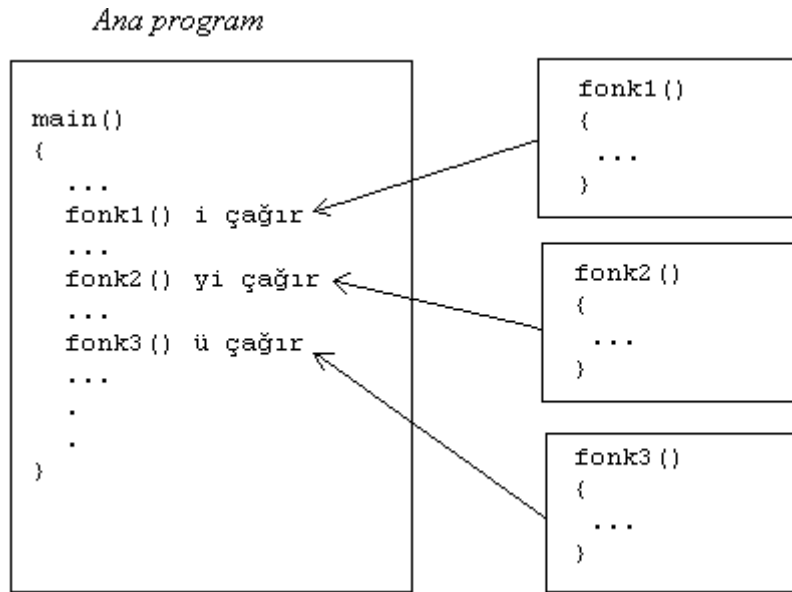 Ana program
main()
{
...
fonk1() i çağır
...
fonk2() yi çağır
...
fonk3() ü çağır
...
.
.
}
fonk1()
{
...
}
fonk2()
{
...
}
fonk3()
{
...
}